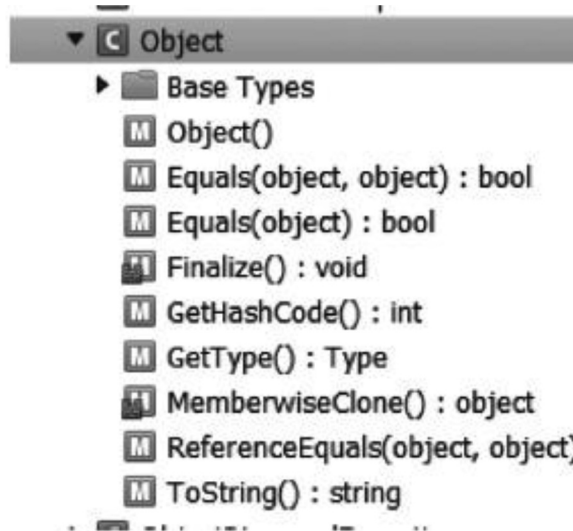 Object
Base Types
Object()
Equals(object, object) : bool
Equals(object) : bool
Finalize() : void
GetHashCode() : int
GetType() : Type
MemberwiseClone() : object
ReferenceEquals(object, object)
ToString() : string